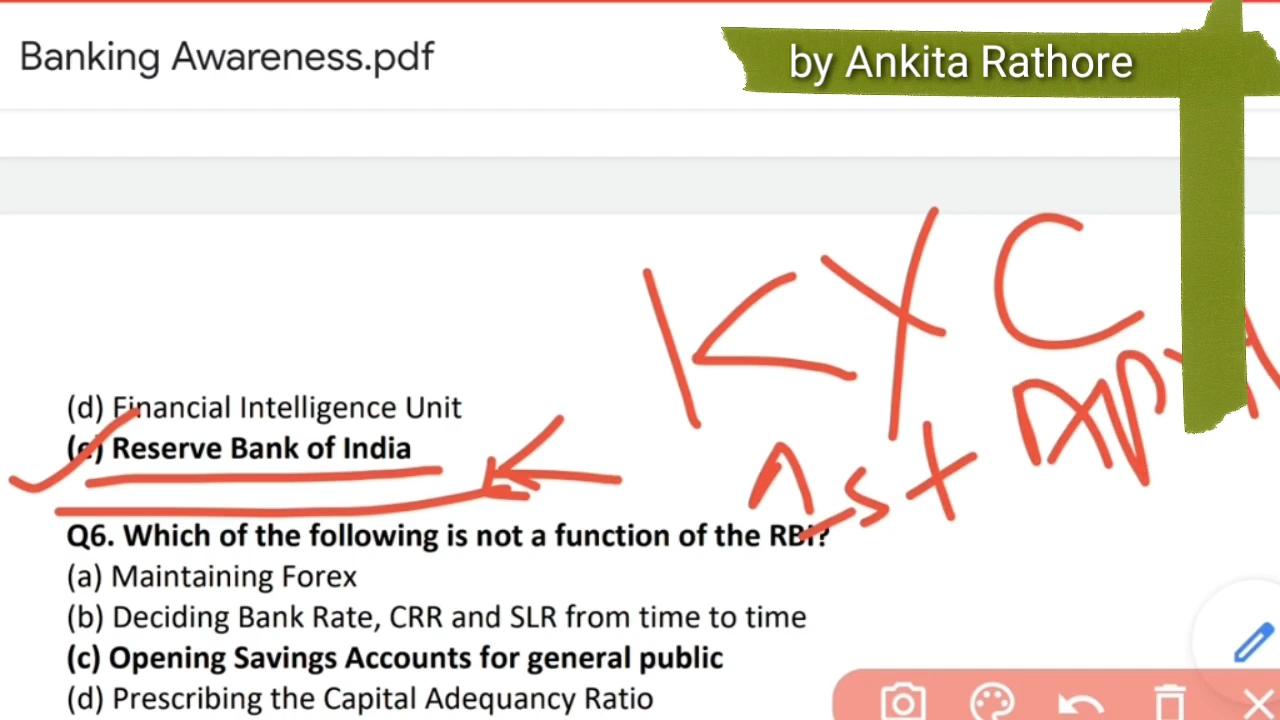 Banking Awareness.pdf
by Ankita Rathore
KYC
(d) Financial Intelligence Unit
(e) Reserve Bank of India
Q6. Which of the following is not a function of the RBI?
(a) Maintaining Forex
(b) Deciding Bank Rate, CRR and SLR from time to time
(c) Opening Savings Accounts for general public
(d) Prescribing the Capital Adequancy Ratio